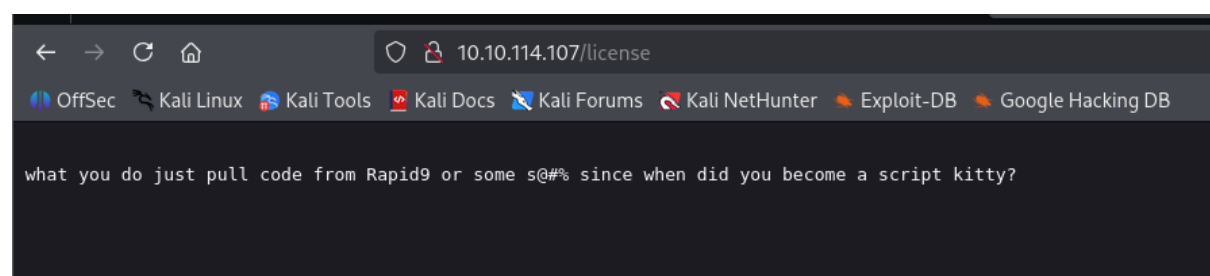 10.10.114.107/license
OffSec Kali Linux Kali Tools Kali Docs Kali Forums Kali NetHunter Exploit-DB Google Hacking DB
what you do just pull code from Rapid9 or some s@#% since when did you become a script kitty?